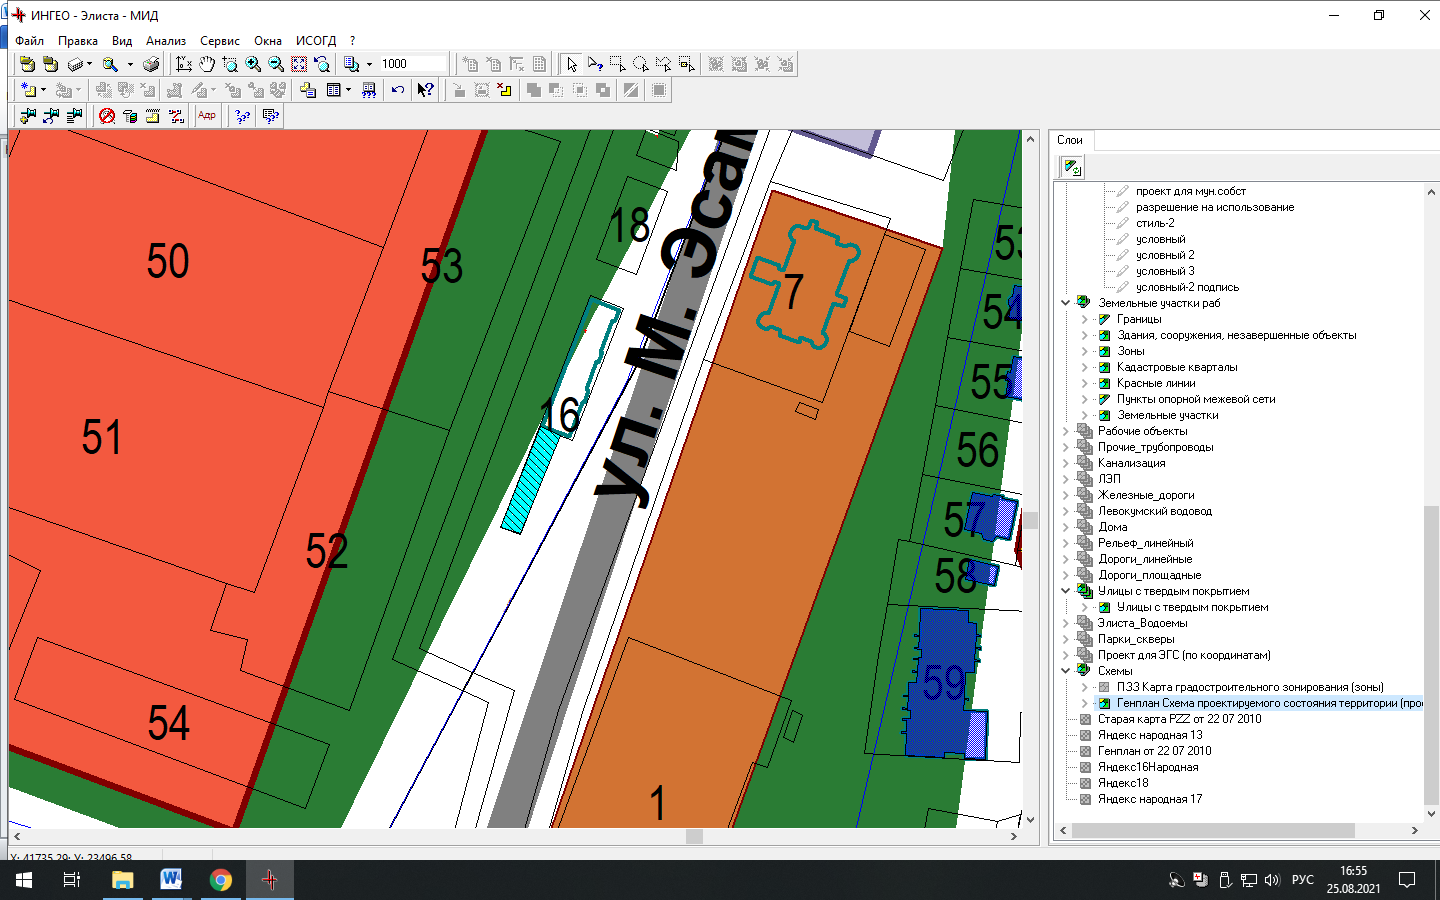 ИНГЕО - Элиста - МИД
Файл Правка Вид Анализ Сервис Окна ИСОГД ?
1000
Адр
50
51
52
53
54
18
16
ул. М. Эсам
7
1
53
54
55
56
57
58
59
Слои
проект для мун.собст
разрешение на использование
стиль-2
условный
условный 2
условный 3
условный-2 подпись
Земельные участки раб
Границы
Здания, сооружения, незавершенные объекты
Зоны
Кадастровые кварталы
Красные линии
Пункты опорной межевой сети
Земельные участки
Рабочие объекты
Прочие_трубопроводы
Канализация
ЛЭП
Железные_дороги
Левокумский водовод
Дома
Рельеф_линейный
Дороги_линейные
Дороги_площадные
Улицы с твердым покрытием
Улицы с твердым покрытием
Элиста_Водоемы
Парки_скверы
Проект для ЭГС (по координатам)
Схемы
ПЗЗ Карта градостроительного зонирования (зоны)
Генплан Схема проектируемого состояния территории (прое
Старая карта PZZ от 22 07 2010
Яндекс народная 13
Генплан от 22 07 2010
Яндекс16Народная
Яндекс18
Яндекс народная 17
X: 41735.29; Y: 23496.58
РУС
16:55
25.08.2021